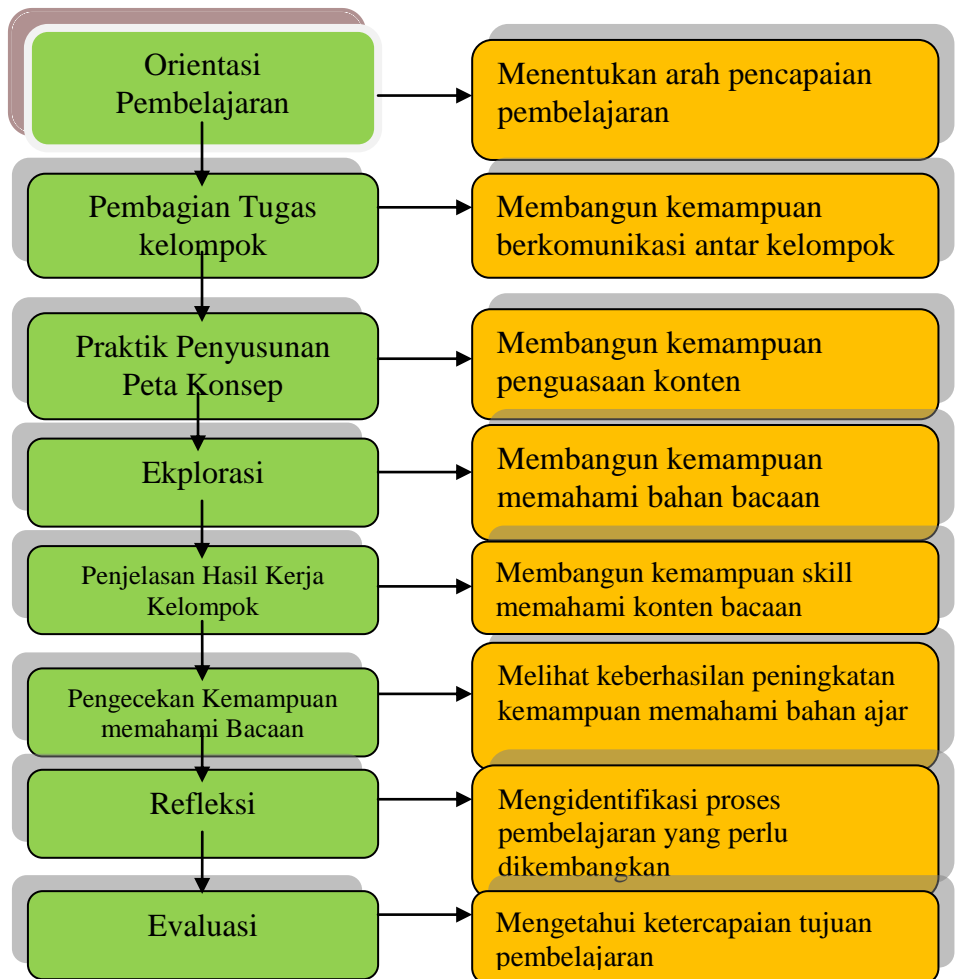 Orientasi
Pembelajaran
Menentukan arah pencapaian
pembelajaran
Pembagian Tugas
kelompok
Membangun kemampuan
berkomunikasi antar kelompok
Praktik Penyusunan
Peta Konsep
Membangun kemampuan
penguasaan konten
Ekplorasi
Membangun kemampuan
memahami bahan bacaan
Penjelasan Hasil Kerja
Kelompok
Membangun kemampuan skill
memahami konten bacaan
Pengecekan Kemampuan
memahami Bacaan
Melihat keberhasilan peningkatan
kemampuan memahami bahan ajar
Refleksi
Mengidentifikasi proses
pembelajaran yang perlu
dikembangkan
Evaluasi
Mengetahui ketercapaian tujuan
pembelajaran